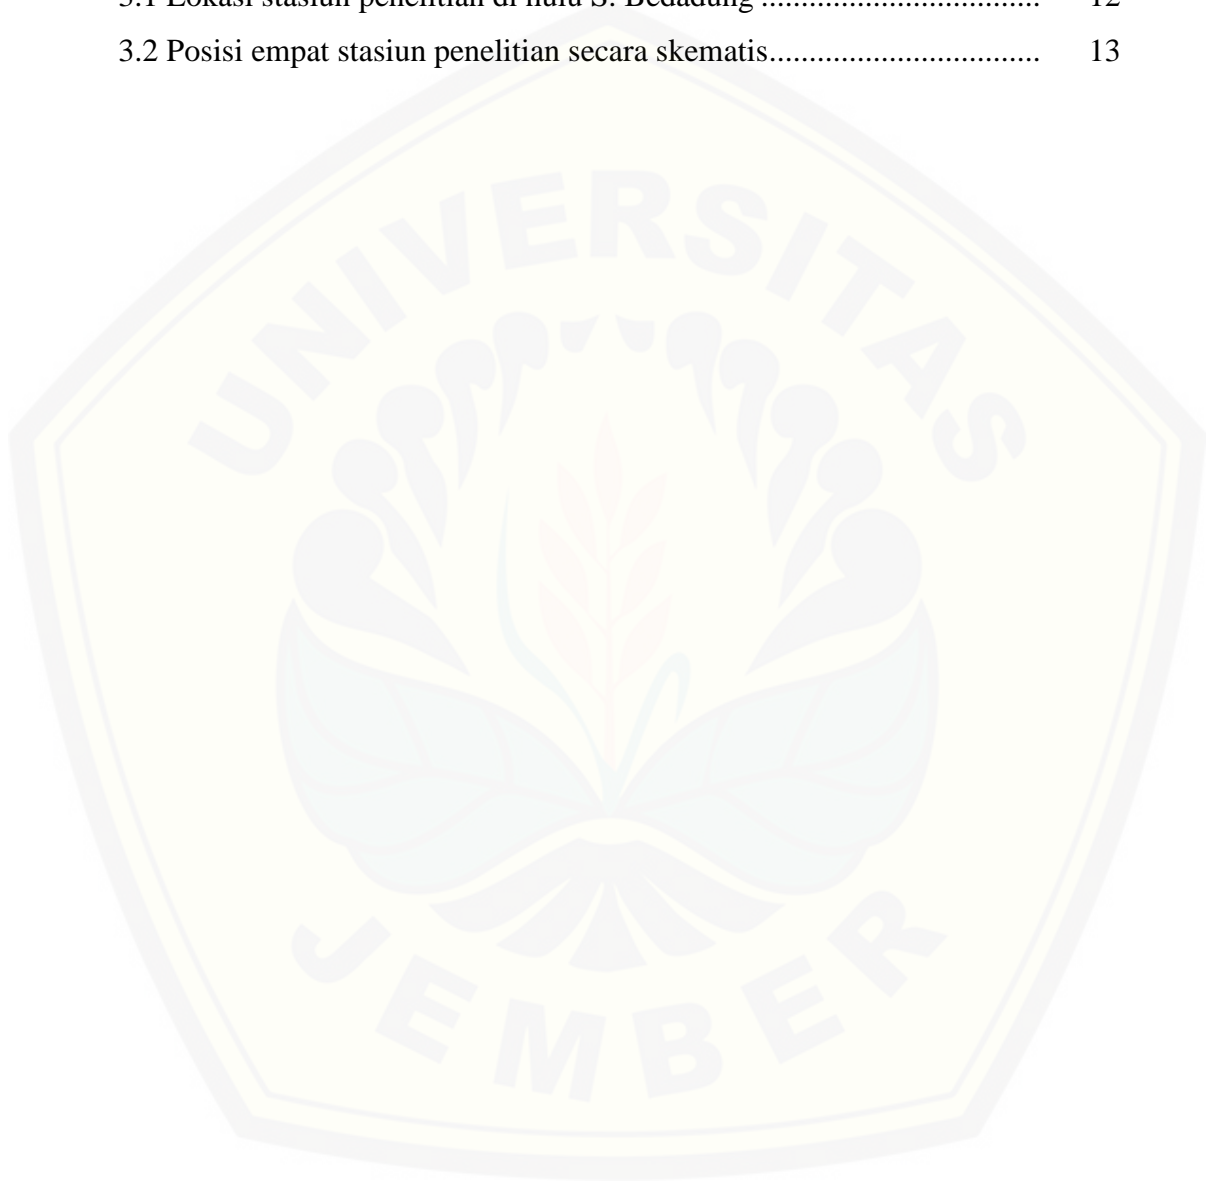 3.1 Lokasi stasiun penelitian di hulu S. Bedadung ................................... 12
3.2 Posisi empat stasiun penelitian secara skematis.................................. 13
UNIVERSITAS
JEMBER